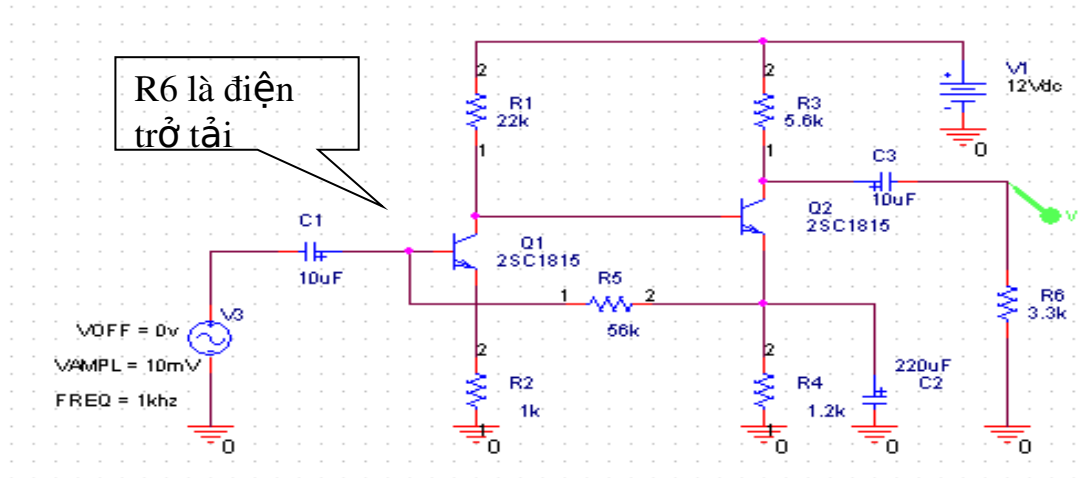 R6 là điện
trở tải
2
R1
22k
1
2
R3
5.6k
1
V1
12Vdc
+
-
0
C3
+
10uF
V
C1
+
10uF
Q1
2SC1815
Q2
2SC1815
R5
1
2
56k
V3
+
-
VOFF = 0v
VAMPL = 10mV
FREQ = 1khz
0
2
R2
1k
1
0
2
R4
1.2k
1
0
220uF
C2
+
0
R6
3.3k
0